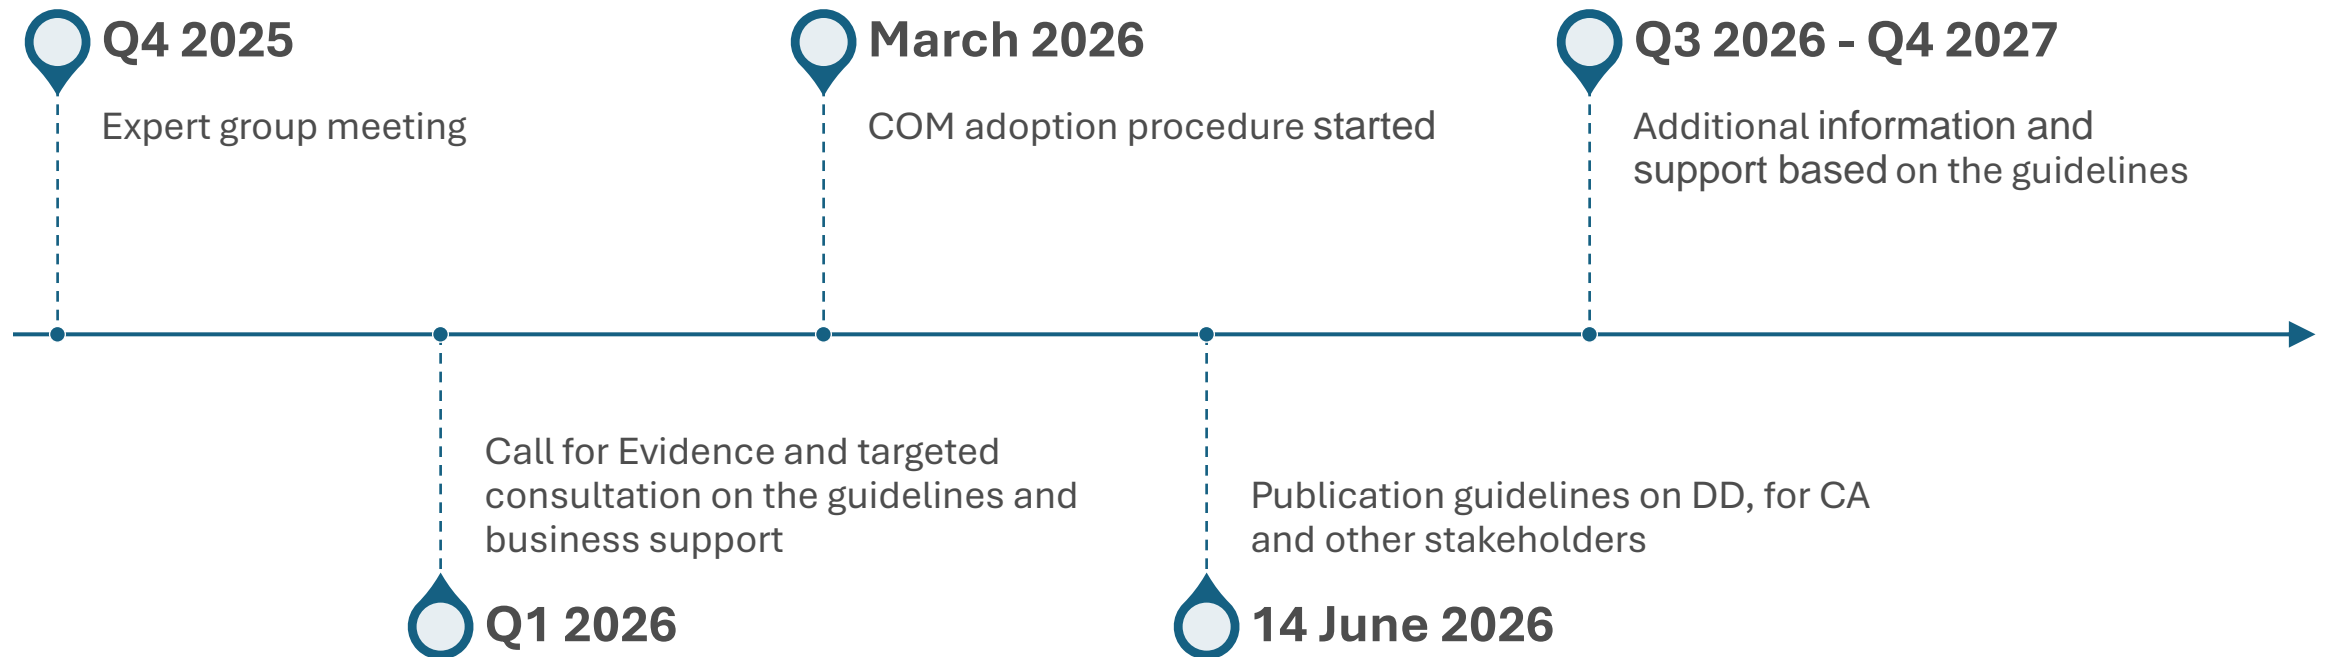 Q4 2025
Expert group meeting
March 2026
COM adoption procedure started
Q3 2026 - Q4 2027
Additional information and
support based on the guidelines
Call for Evidence and targeted
consultation on the guidelines and
business support
Q1 2026
Publication guidelines on DD, for CA
and other stakeholders
14 June 2026